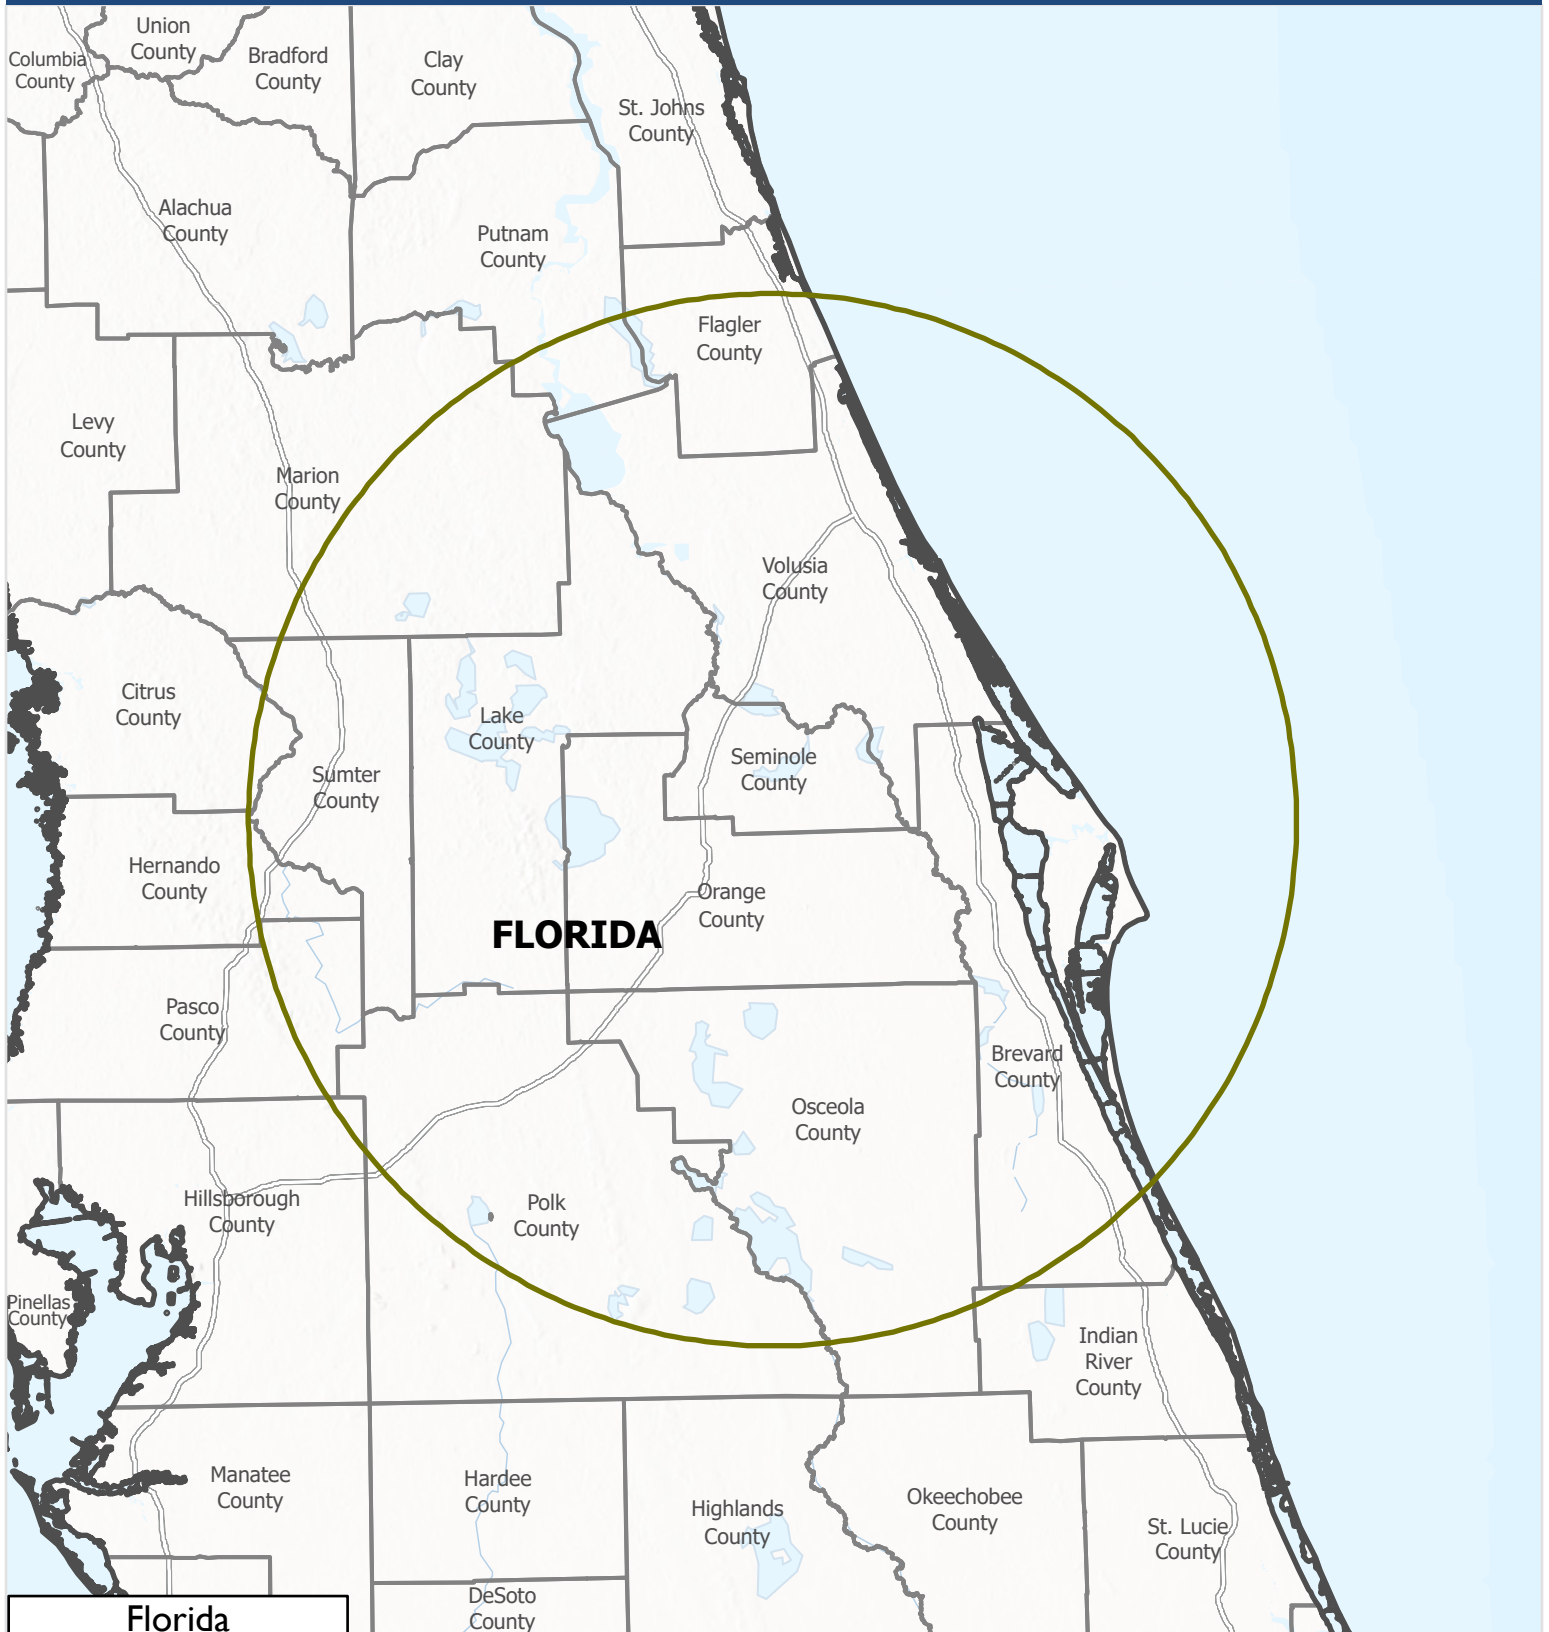 Union
County
Columbia
County
Bradford
County
Clay
County
St. Johns
County
Alachua
County
Putnam
County
Flagler
County
Levy
County
Marion
County
Volusia
County
Citrus
County
Lake
County
Sumter
County
Seminole
County
Hernando
County
Orange
County
FLORIDA
Pasco
County
Brevard
County
Osceola
County
Hillsborough
County
Polk
County
Pinellas
County
Indian
River
County
Manatee
County
Hardee
County
Highlands
County
Okeechobee
County
St. Lucie
County
DeSoto
County
Florida